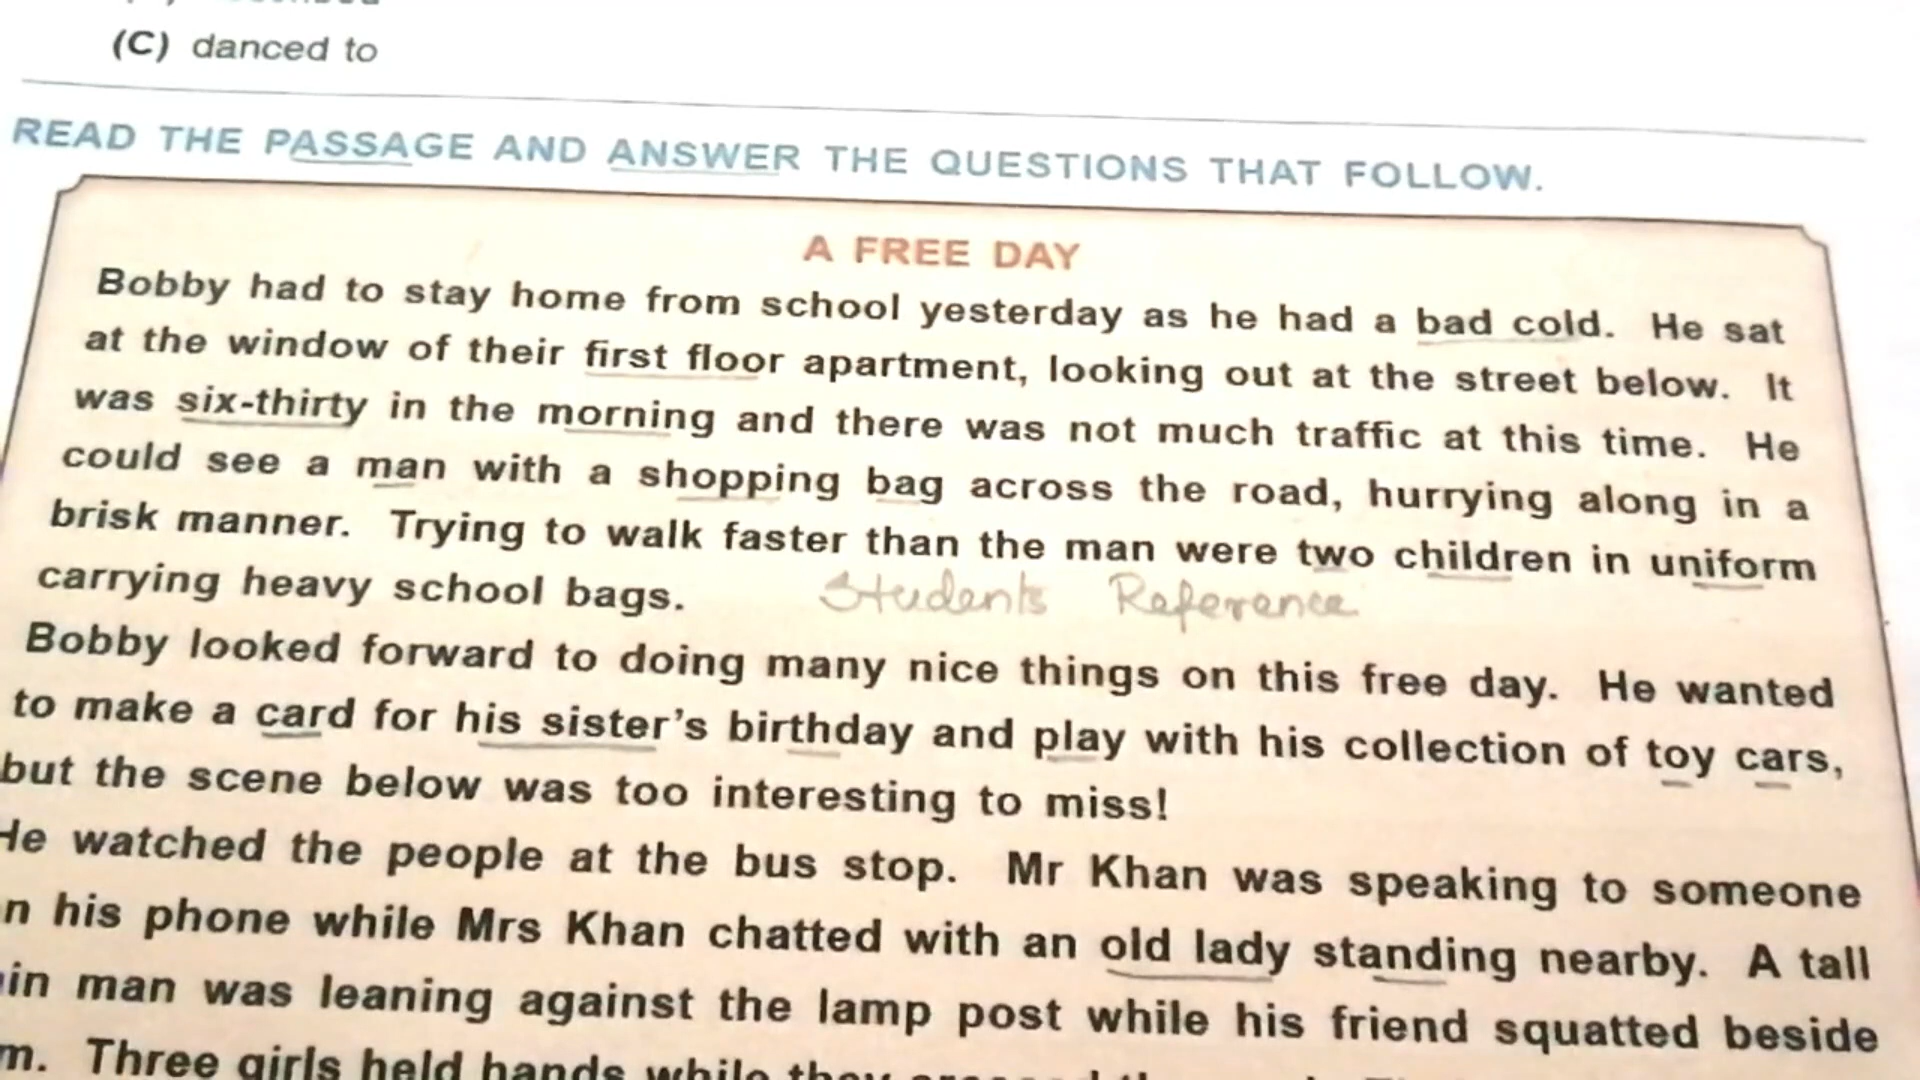 (C) danced to
READ THE PASSAGE AND ANSWER THE QUESTIONS THAT FOLLOW.
A FREE DAY
Bobby had to stay home from school yesterday as he had a bad cold. He sat
at the window of their first floor apartment, looking out at the street below. It
was six-thirty in the morning and there was not much traffic at this time. He
could see a man with a shopping bag across the road, hurrying along in a
brisk manner. Trying to walk faster than the man were two children in uniform
carrying heavy school bags. Students Reference
Bobby looked forward to doing many nice things on this free day. He wanted
to make a card for his sister's birthday and play with his collection of toy cars,
but the scene below was too interesting to miss!
He watched the people at the bus stop. Mr Khan was speaking to someone
n his phone while Mrs Khan chatted with an old lady standing nearby. A tall
in man was leaning against the lamp post while his friend squatted beside
m. Three girls held hands while they